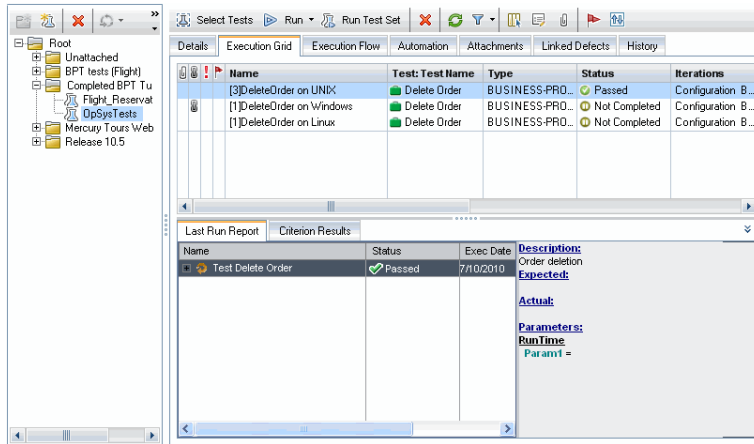 »
Root
Unattached
BPT tests (Flight)
Completed BPT Tu
Flight_Reservat
OpSysTests
Mercury Tours Web
Release 10.5
Select Tests Run Run Test Set
Details Execution Grid Execution Flow Automation Attachments Linked Defects History
Name Test: Test Name Type Status Iterations
[3]DeleteOrder on UNIX Delete Order BUSINESS-PRO... Passed Configuration B...
[1]DeleteOrder on Windows Delete Order BUSINESS-PRO... Not Completed Configuration B...
[1]DeleteOrder on Linux Delete Order BUSINESS-PRO... Not Completed Configuration B...
Last Run Report Criterion Results
Name Status Exec Date
Test Delete Order Passed 7/10/2010
Description:
Order deletion
Expected:
Actual:
Parameters:
RunTime
Param1 =